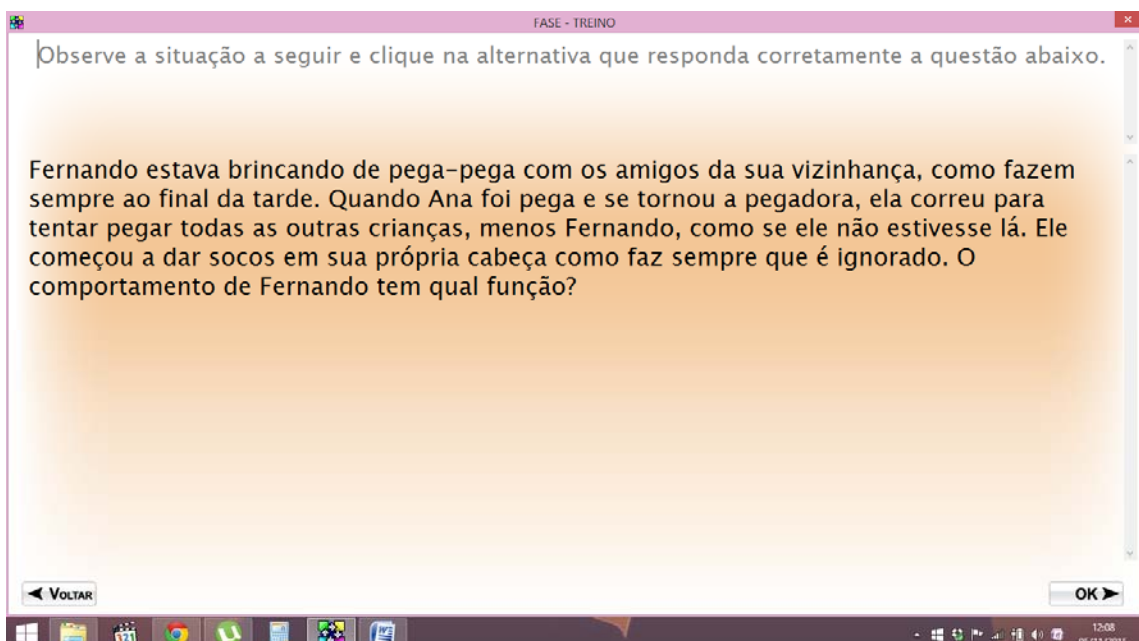 FASE - TREINO
Observe a situação a seguir e clique na alternativa que responda corretamente a questão abaixo.
Fernando estava brincando de pega-pega com os amigos da sua vizinhança, como fazem
sempre ao final da tarde. Quando Ana foi pega e se tornou a pegadora, ela correu para
tentar pegar todas as outras crianças, menos Fernando, como se ele não estivesse lá. Ele
começou a dar socos em sua própria cabeça como faz sempre que é ignorado. O
comportamento de Fernando tem qual função?
VOLTAR
OK
321
12:08